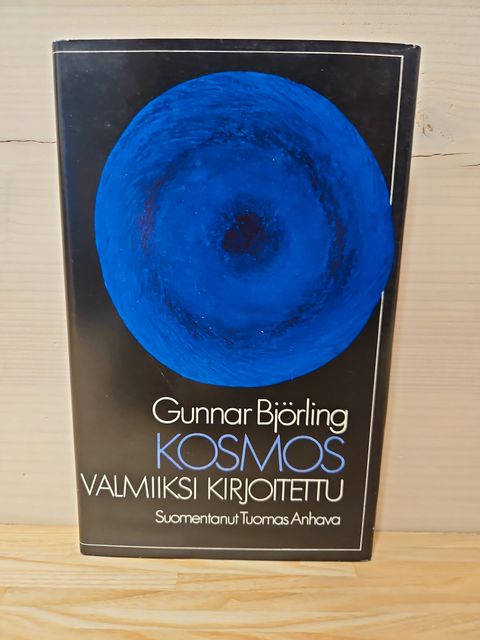 Gunnar Björling
KOSMOS
VALMIIKSI KIRJOITETTU
Suomentanut Tuomas Anhava